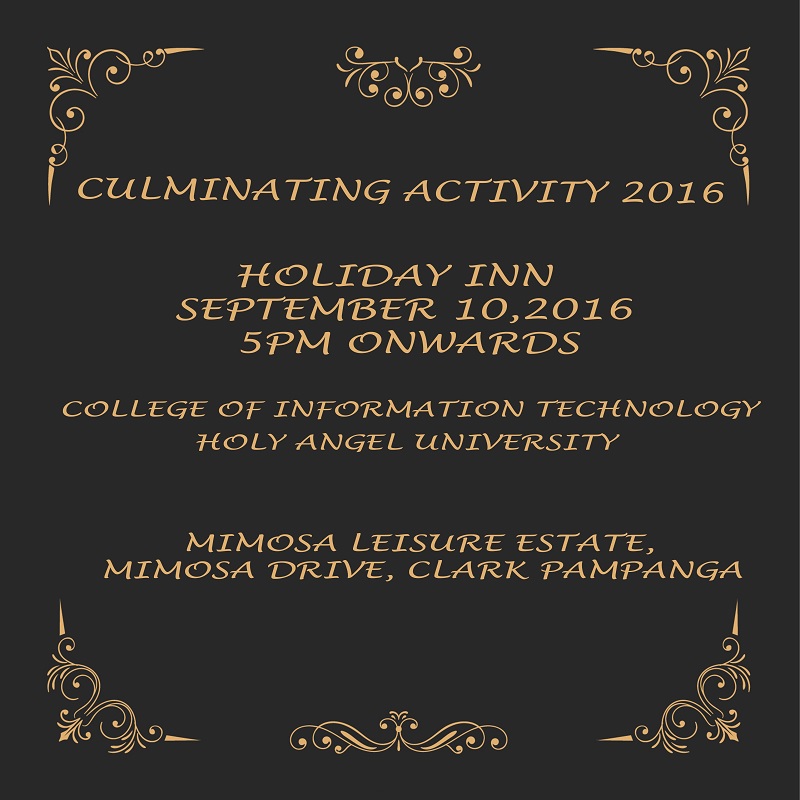 CULMINATING ACTIVITY 2016
HOLIDAY INN
SEPTEMBER 10,2016
5PM ONWARDS
COLLEGE OF INFORMATION TECHNOLOGY
HOLY ANGEL UNIVERSITY
MIMOSA LEISURE ESTATE,
MIMOSA DRIVE, CLARK PAMPANGA